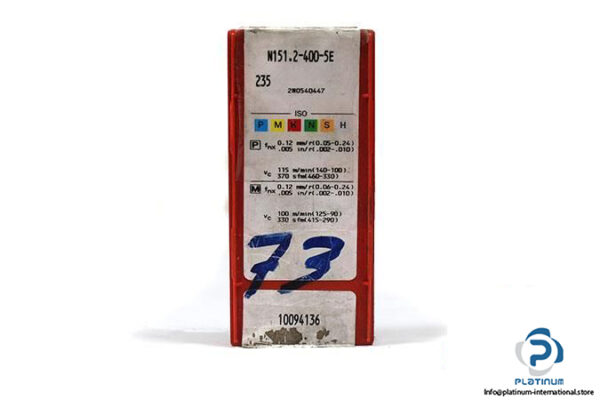 N151.2-400-5E
235
2N0540447
ISO
P M K N S H
P fnx 0.12 mm/r(0.05-0.24)
.005 in/r(.002-.010)
vc 115 m/min(140-100)
370 sfm(460-330)
M fnx 0.12 mm/r(0.06-0.24)
.005 in/r(.002-.010)
vc 100 m/min(125-90)
330 sfm(415-290)
73
10094136
P
PLATINUM
Info@platinum-international.store